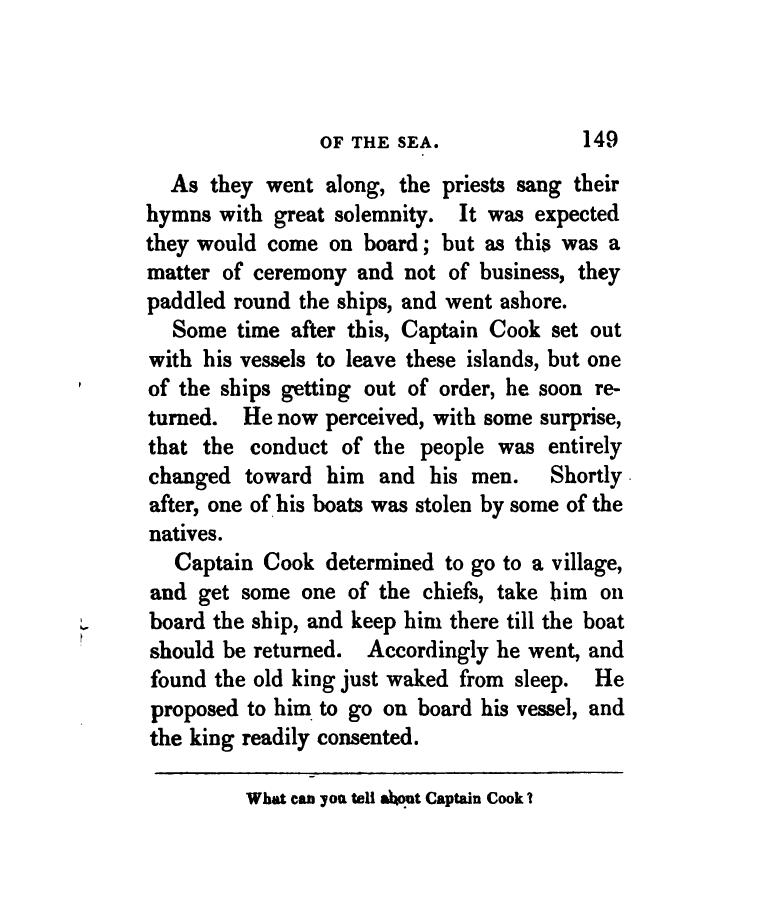 OF THE SEA. 149
As they went along, the priests sang their
hymns with great solemnity. It was expected
they would come on board; but as this was a
matter of ceremony and not of business, they
paddled round the ships, and went ashore.
Some time after this, Captain Cook set out
with his vessels to leave these islands, but one
of the ships getting out of order, he soon re-
turned. He now perceived, with some surprise,
that the conduct of the people was entirely
changed toward him and his men. Shortly
after, one of his boats was stolen by some of the
natives.
Captain Cook determined to go to a village,
and get some one of the chiefs, take him on
board the ship, and keep him there till the boat
should be returned. Accordingly he went, and
found the old king just waked from sleep. He
proposed to him to go on board his vessel, and
the king readily consented.
What can you tell about Captain Cook?